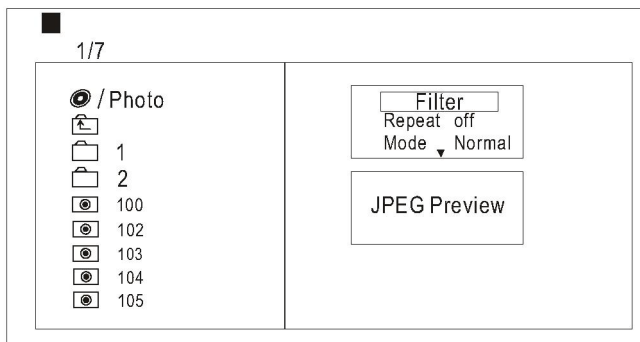 1/7
/ Photo
1
2
100
102
103
104
105
Filter
Repeat off
Mode Normal
JPEG Preview